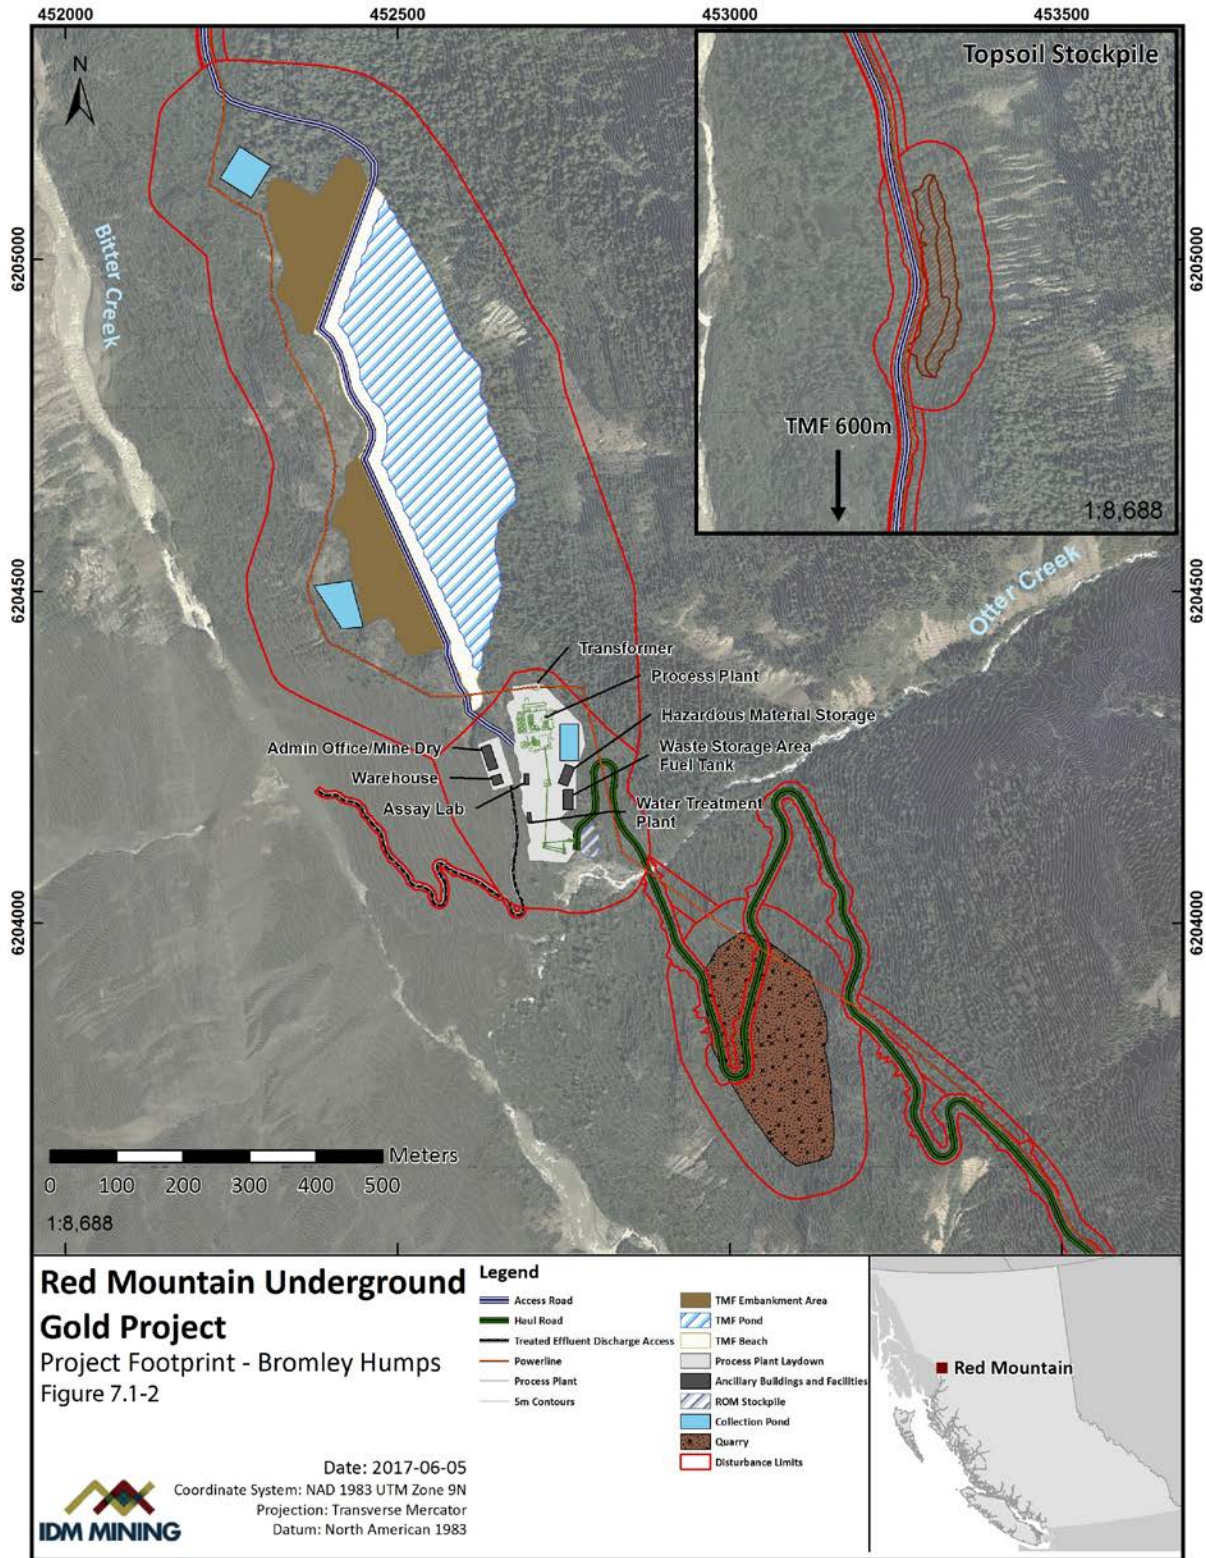 452000
452500
453000
453500
N
Topsoil Stockpile
Bitter Creek
6205000
6205000
TMF 600m
1:8,688
6204500
Otter Creek
6204500
Transformer
Process Plant
Hazardous Material Storage
Admin Office/Mine Dry
Waste Storage Area
Fuel Tank
Warehouse
Assay Lab
Water Treatment
Plant
6204000
6204000
Meters
0 100 200 300 400 500
1:8,688
Red Mountain Underground
Gold Project
Project Footprint - Bromley Humps
Figure 7.1-2
Legend
Access Road
Haul Road
Treated Effluent Discharge Access
Powerline
Process Plant
5m Contours
TMF Embankment Area
TMF Pond
TMF Beach
Process Plant Laydown
Ancillary Buildings and Facilities
ROM Stockpile
Collection Pond
Quarry
Disturbance Limits
Red Mountain
Date: 2017-06-05
Coordinate System: NAD 1983 UTM Zone 9N
Projection: Transverse Mercator
Datum: North American 1983
IDM MINING